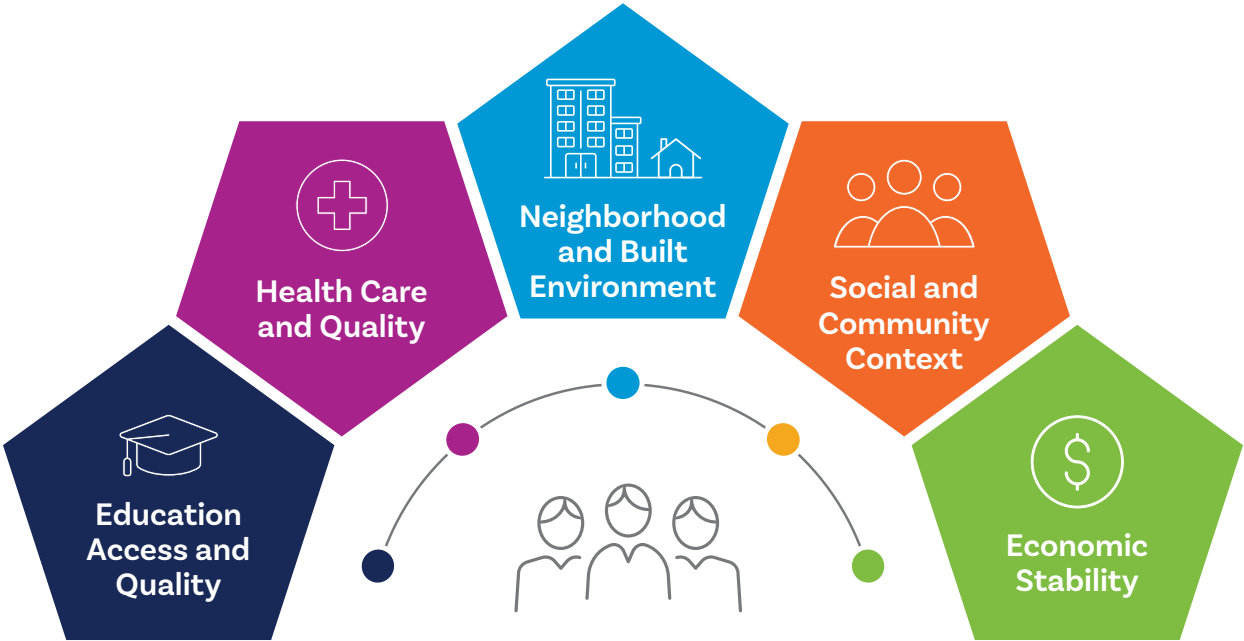 Education
Access and
Quality
Health Care
and Quality
Neighborhood
and Built
Environment
Social and
Community
Context
Economic
Stability